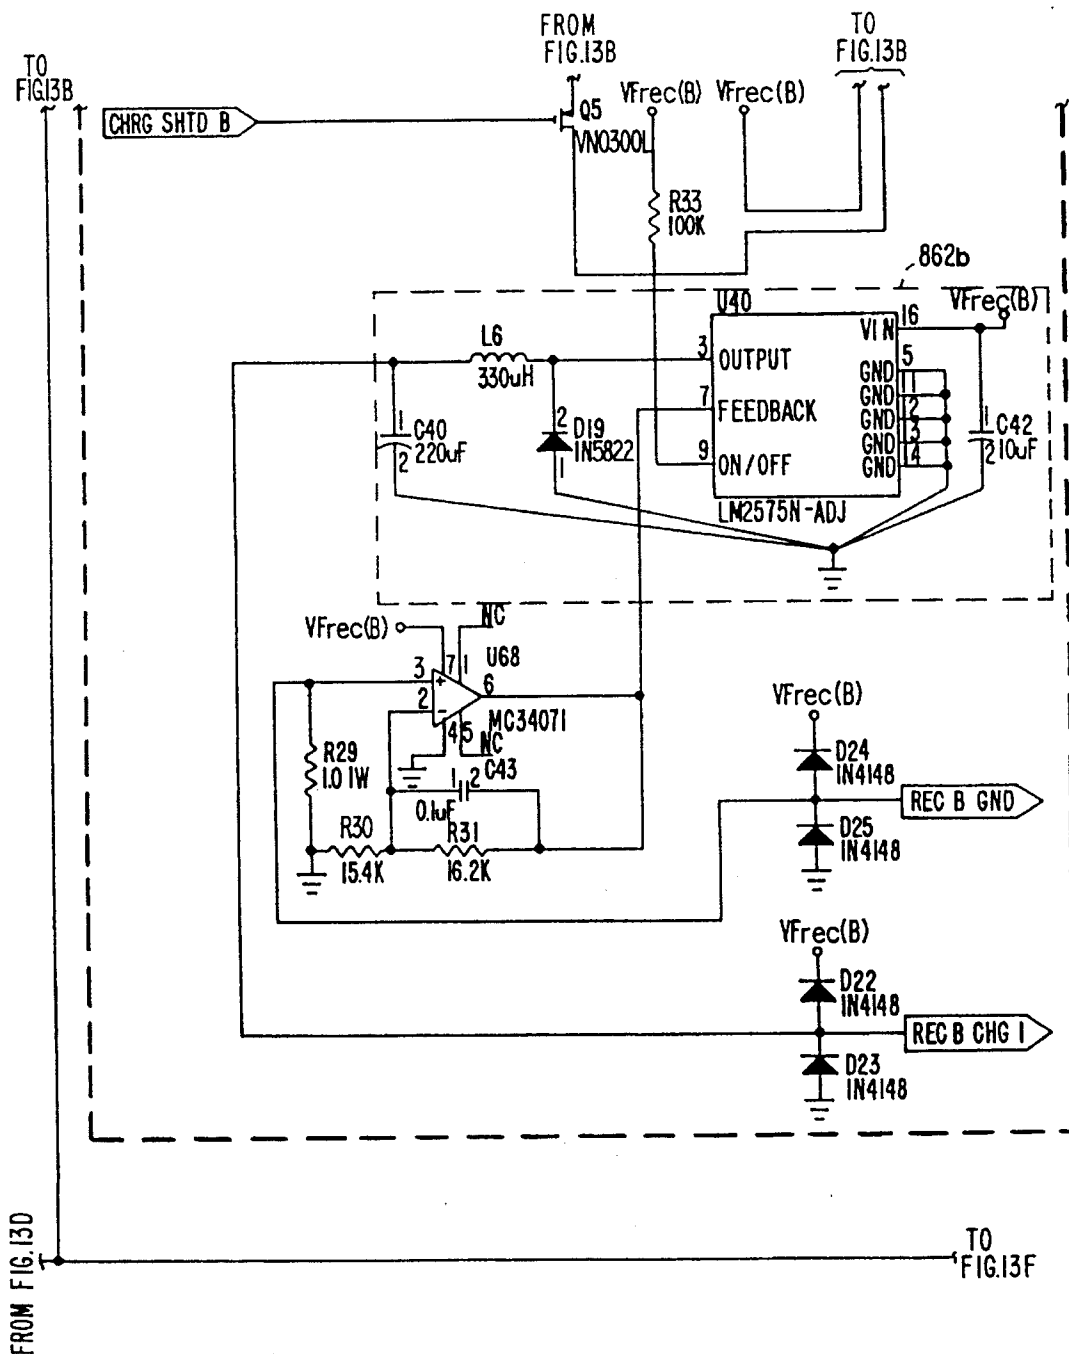 FROM
FIG.13B
TO
FIG.13B
TO
FIG.13B
CHRG SHTD B
Q5
VN0300L
VFrec(B)
VFrec(B)
R33
100K
862b
U40
VFrec(B)
16
VIN
L6
330uH
3
OUTPUT
5
GND
11
GND
12
GND
13
GND
14
GND
7
FEEDBACK
9
ON/OFF
1
C40
220uF
2
2
D19
1N5822
1
1
C42
10uF
2
LM2575N-ADJ
NC
VFrec(B)
7
1
U68
3
+
2
-
6
MC34071
4
5
NC
R29
1.0 1W
C43
1
2
0.1uF
R30
15.4K
R31
16.2K
VFrec(B)
D24
1N4148
REC B GND
D25
1N4148
VFrec(B)
D22
1N4148
REC B CHG 1
D23
1N4148
FROM FIG.13D
TO
FIG.13F